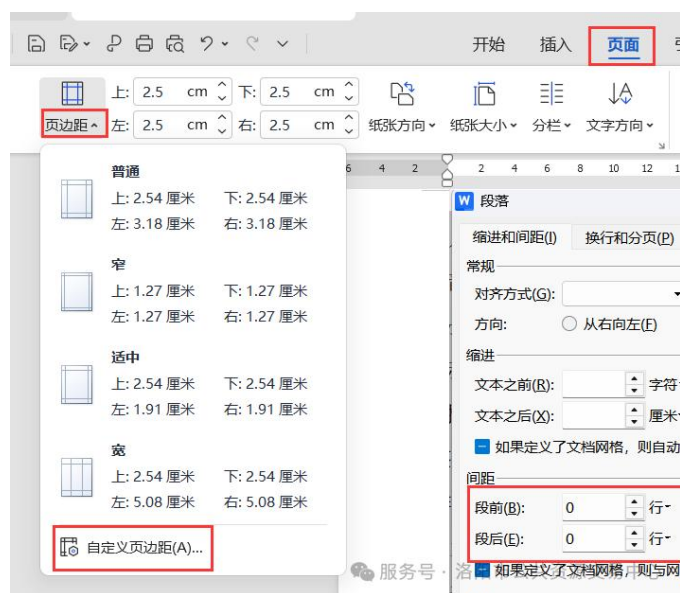 开始 插入 页面
上: 2.5 cm 下: 2.5 cm
页边距 左: 2.5 cm 右: 2.5 cm 纸张方向 纸张大小 分栏 文字方向
6 4 2 2 4 6 8 10 12
普通
上: 2.54 厘米 下: 2.54 厘米
左: 3.18 厘米 右: 3.18 厘米
窄
上: 1.27 厘米 下: 1.27 厘米
左: 1.27 厘米 右: 1.27 厘米
适中
上: 2.54 厘米 下: 2.54 厘米
左: 1.91 厘米 右: 1.91 厘米
宽
上: 2.54 厘米 下: 2.54 厘米
左: 5.08 厘米 右: 5.08 厘米
自定义页边距(A)...
W 段落
缩进和间距(I) 换行和分页(P)
常规
对齐方式(G):
方向: 从右向左(F)
缩进
文本之前(R): 字符
文本之后(X): 厘米
如果定义了文档网格，则自动
间距
段前(B): 0 行
段后(E): 0 行
如果定义了文档网格，则与网
服务号 · 洛